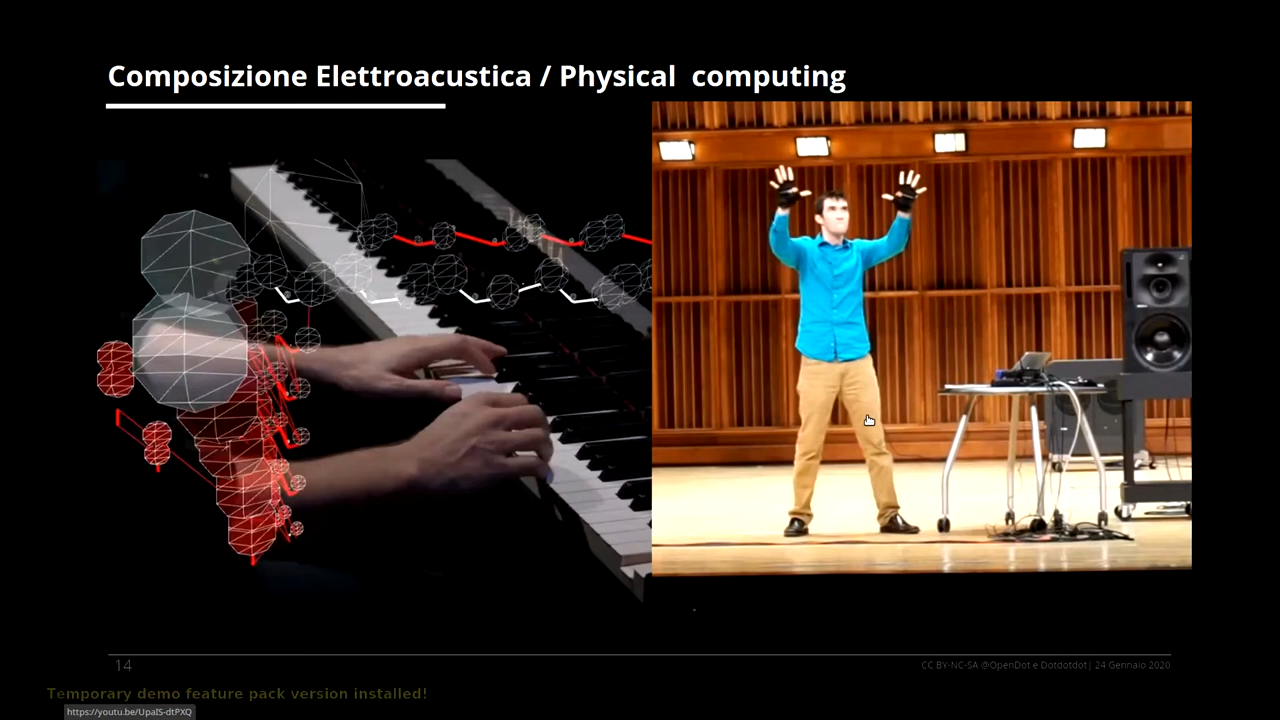 Composizione Elettroacustica / Physical computing
14
CC BY-NC-SA @OpenDot e Dotdotdot| 24 Gennaio 2020
Temporary demo feature pack version installed!
https://youtu.be/UpaIS-dtPXQ